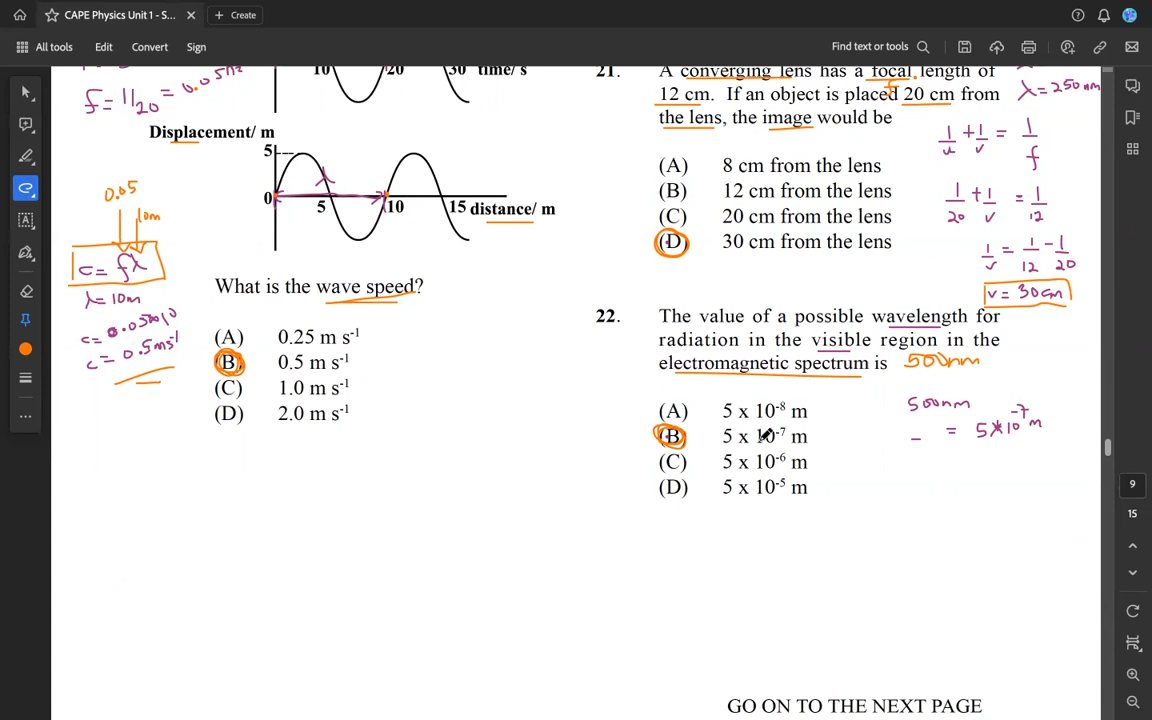 CAPE Physics Unit 1 - S...
Create
All tools
Edit
Convert
Sign
Find text or tools
10
20
30 time/ s
f = 1/20 = 0.05Hz
Displacement/ m
5
0
λ
5
10
15 distance/ m
0.05
10m
c = fλ
λ = 10m
c = 0.05x10
c = 0.5ms-1
What is the wave speed?
(A) 0.25 m s-1
(B) 0.5 m s-1
(C) 1.0 m s-1
(D) 2.0 m s-1
21. A converging lens has a focal length of
12 cm. If an object is placed 20 cm from
the lens, the image would be
f
(A) 8 cm from the lens
(B) 12 cm from the lens
(C) 20 cm from the lens
(D) 30 cm from the lens
λ = 250nm
1/u + 1/v = 1/f
1/20 + 1/v = 1/12
1/v = 1/12 - 1/20
v = 30cm
22. The value of a possible wavelength for
radiation in the visible region in the
electromagnetic spectrum is 500nm
(A) 5 x 10-8 m
(B) 5 x 10-7 m
(C) 5 x 10-6 m
(D) 5 x 10-5 m
500nm
= 5*10-7 m
GO ON TO THE NEXT PAGE
9
15